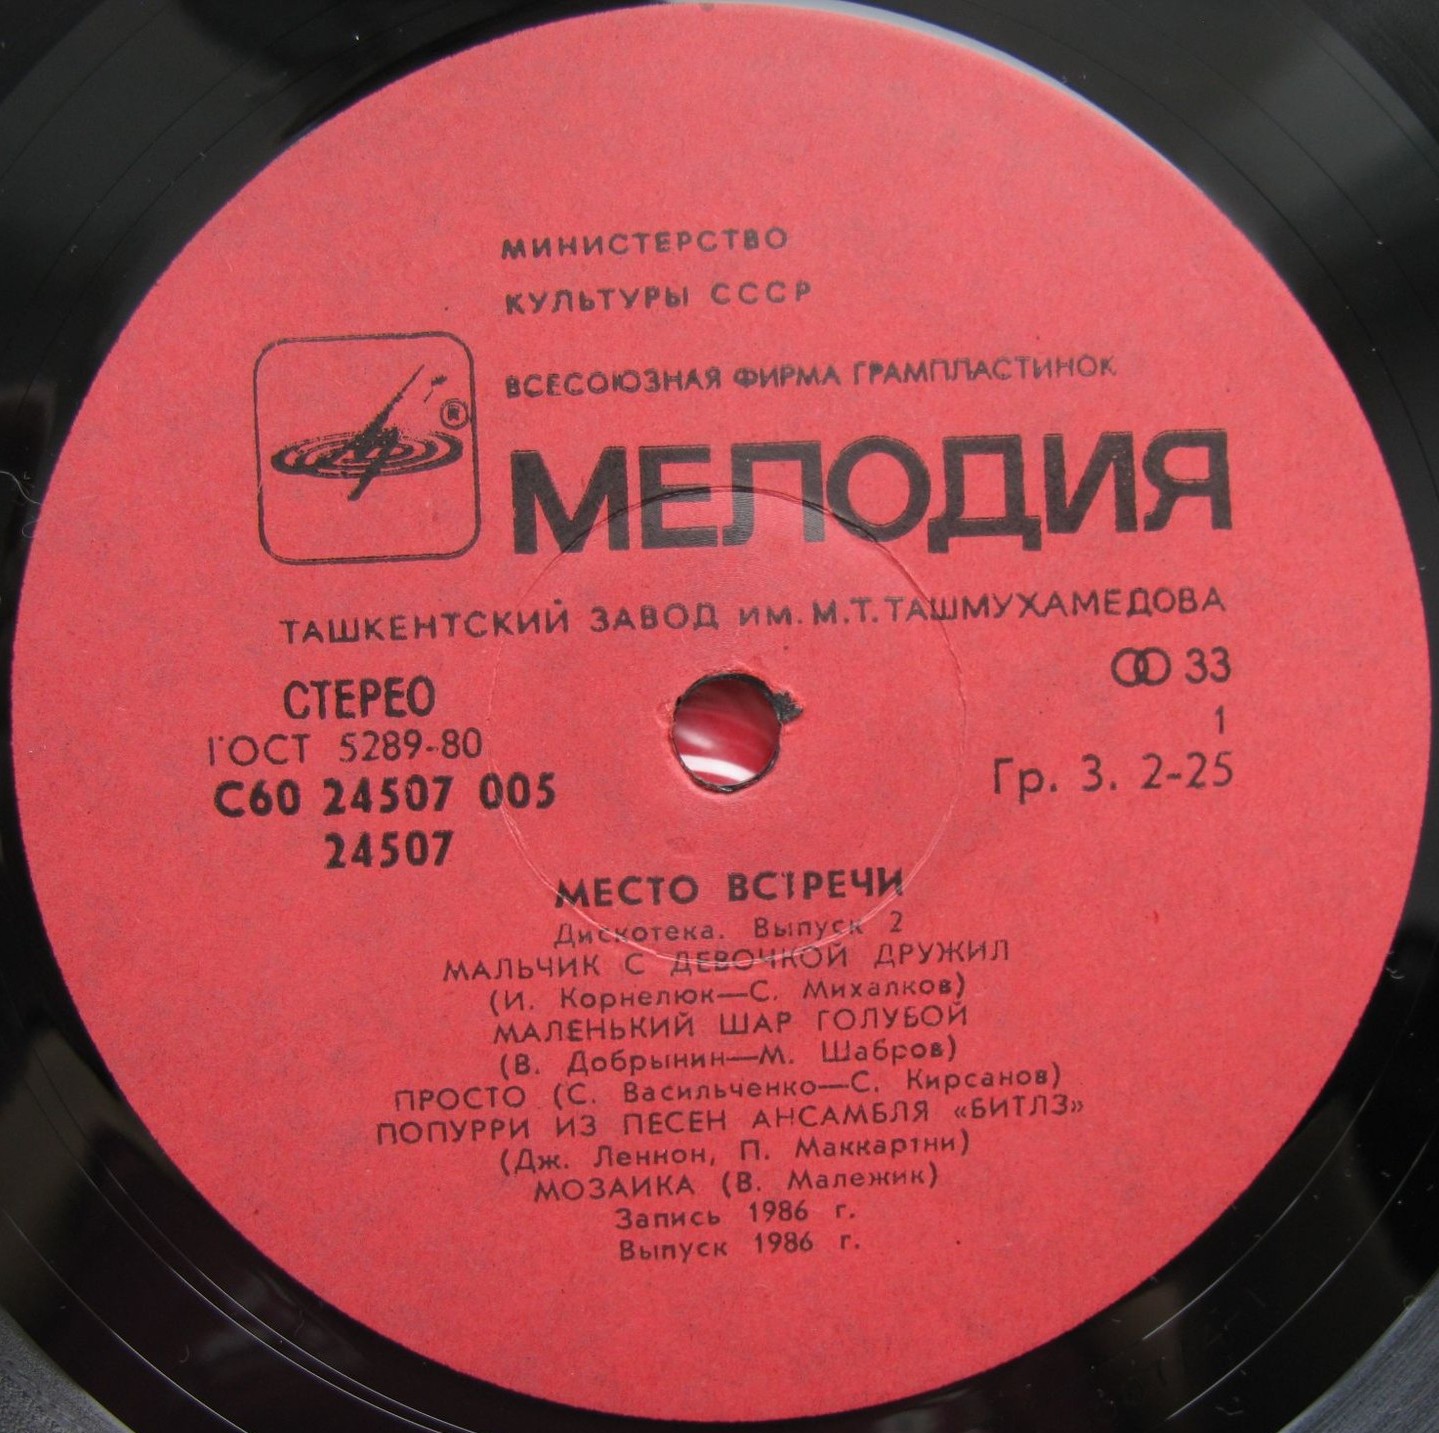 МИНИСТЕРСТВО
КУЛЬТУРЫ СССР
ВСЕСОЮЗНАЯ ФИРМА ГРАМПЛАСТИНОК
®
МЕЛОДИЯ
ТАШКЕНТСКИЙ ЗАВОД ИМ. М.Т. ТАШМУХАМЕДОВА
СТЕРЕО
33
ГОСТ 5289-80
1
С60 24507 005
Гр. 3. 2-25
24507
МЕСТО ВСТРЕЧИ
Дискотека. Выпуск 2
МАЛЬЧИК С ДЕВОЧКОЙ ДРУЖИЛ
(И. Корнелюк—С. Михалков)
МАЛЕНЬКИЙ ШАР ГОЛУБОЙ
(В. Добрынин—М. Шабров)
ПРОСТО (С. Васильченко—С. Кирсанов)
ПОПУРРИ ИЗ ПЕСЕН АНСАМБЛЯ «БИТЛЗ»
(Дж. Леннон, П. Маккартни)
МОЗАИКА (В. Малежик)
Запись 1986 г.
Выпуск 1986 г.